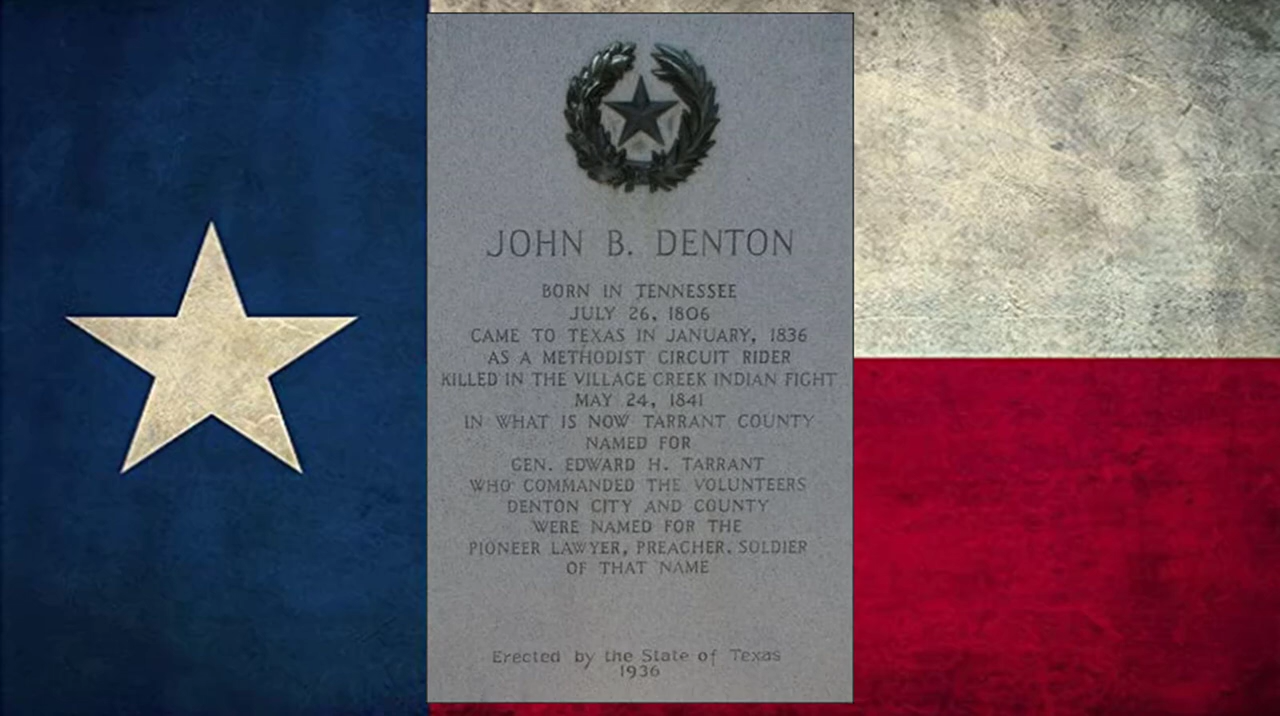 JOHN B. DENTON
BORN IN TENNESSEE
JULY 26, 1806
CAME TO TEXAS IN JANUARY, 1836
AS A METHODIST CIRCUIT RIDER
KILLED IN THE VILLAGE CREEK INDIAN FIGHT
MAY 24, 1841
IN WHAT IS NOW TARRANT COUNTY
NAMED FOR
GEN. EDWARD H. TARRANT
WHO COMMANDED THE VOLUNTEERS
DENTON CITY AND COUNTY
WERE NAMED FOR THE
PIONEER LAWYER, PREACHER, SOLDIER
OF THAT NAME
Erected by the State of Texas
1936